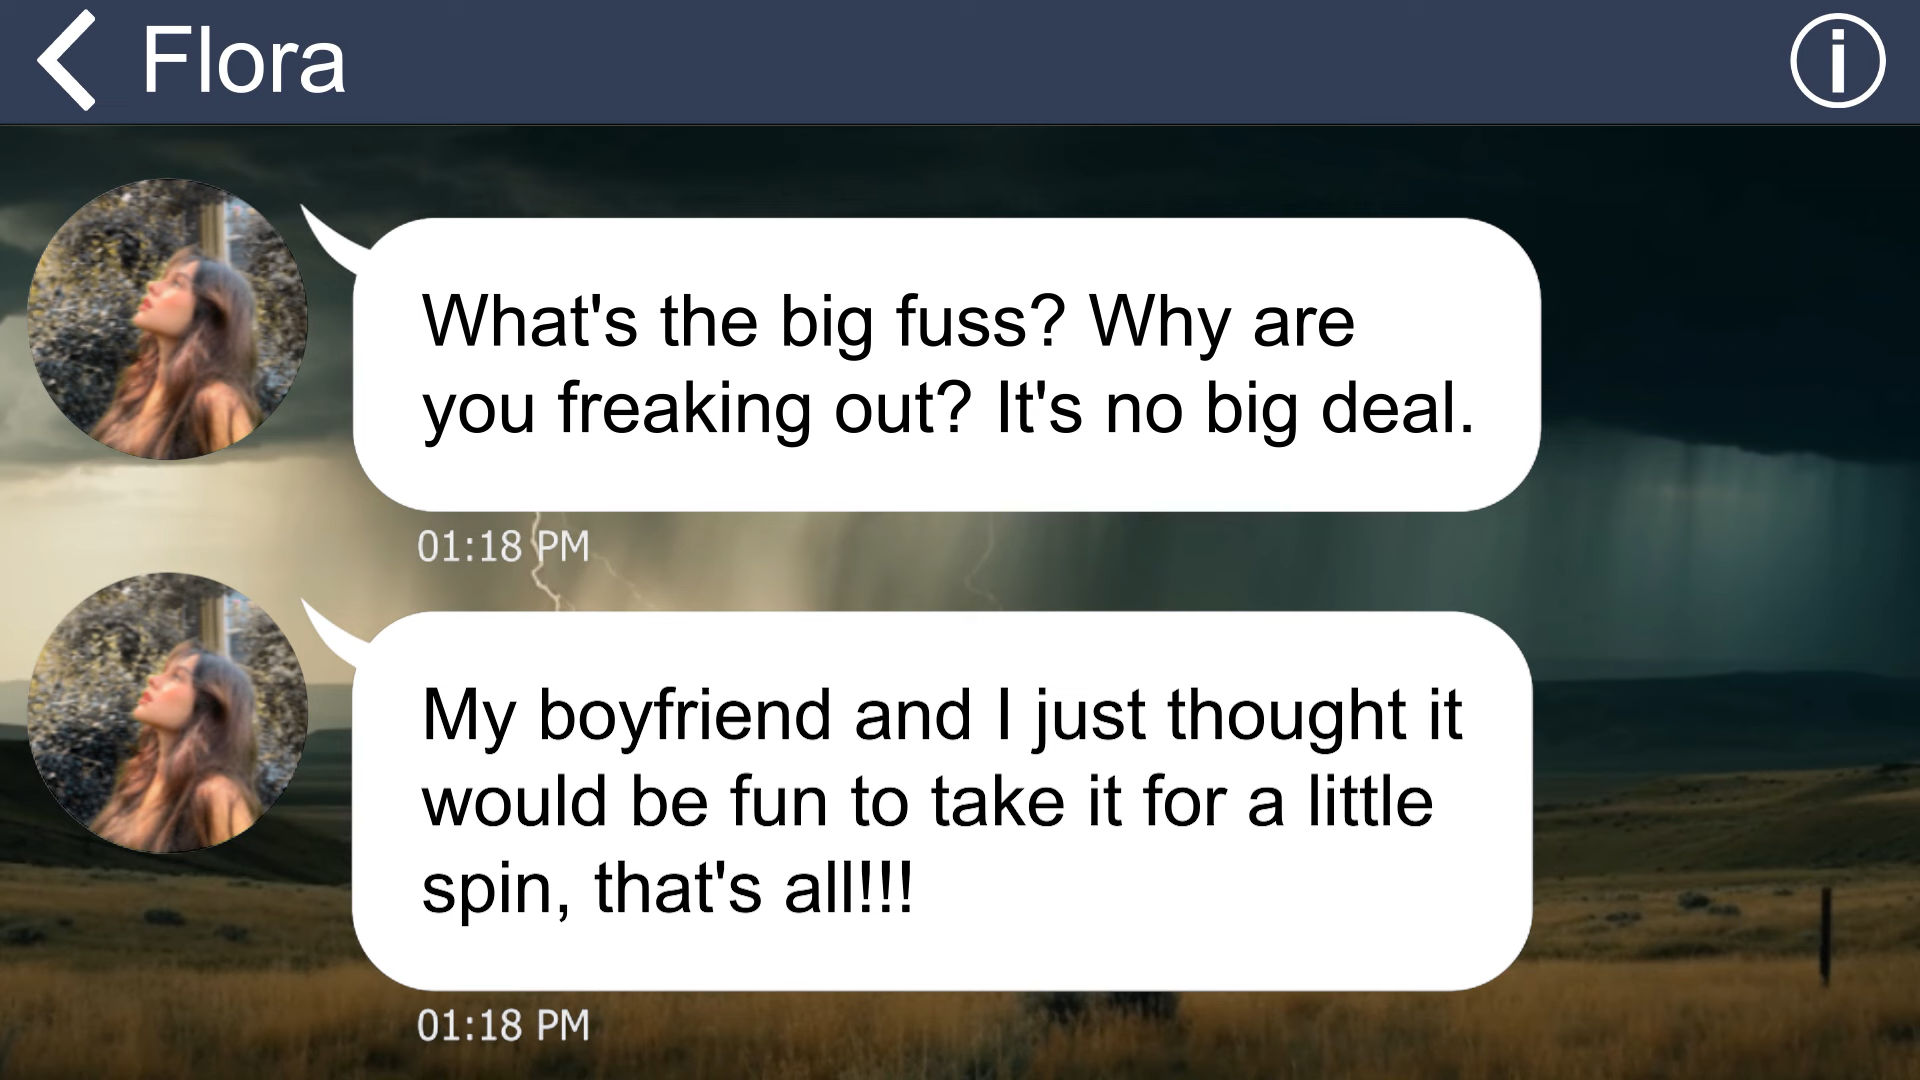 Flora
What's the big fuss? Why are
you freaking out? It's no big deal.
01:18 PM
My boyfriend and I just thought it
would be fun to take it for a little
spin, that's all!!!
01:18 PM